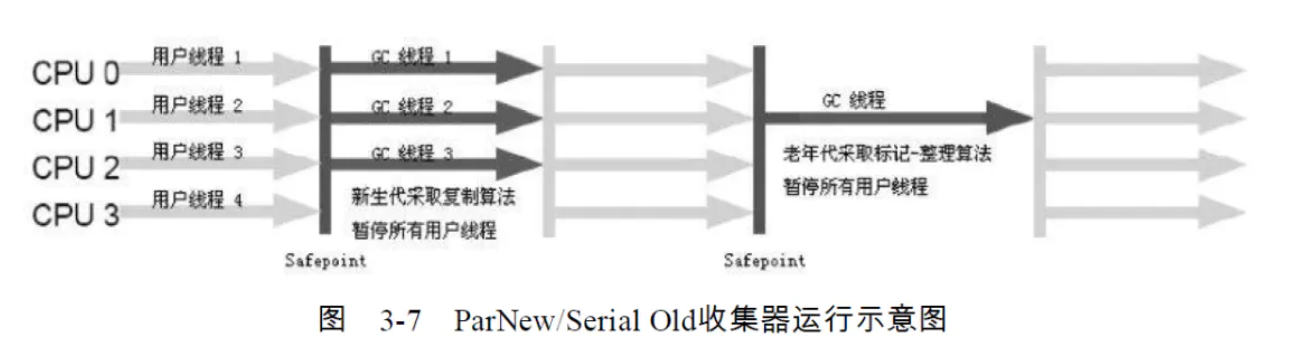 CPU 0
用户线程 1
GC 线程 1
CPU 1
用户线程 2
GC 线程 2
GC 线程
CPU 2
用户线程 3
GC 线程 3
老年代采取标记-整理算法
暂停所有用户线程
CPU 3
用户线程 4
新生代采取复制算法
暂停所有用户线程
Safepoint
Safepoint
图 3-7 ParNew/Serial Old收集器运行示意图